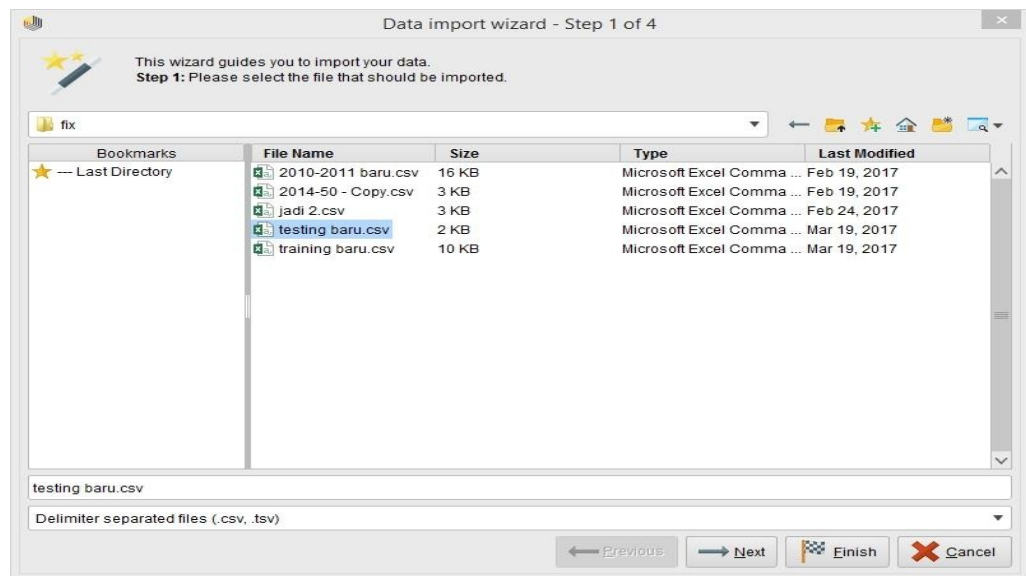 Data import wizard - Step 1 of 4
This wizard guides you to import your data.
Step 1: Please select the file that should be imported.
fix
Bookmarks File Name Size Type Last Modified
--- Last Directory 2010-2011 baru.csv 16 KB Microsoft Excel Comma ... Feb 19, 2017
2014-50 - Copy.csv 3 KB Microsoft Excel Comma ... Feb 19, 2017
jadi 2.csv 3 KB Microsoft Excel Comma ... Feb 24, 2017
testing baru.csv 2 KB Microsoft Excel Comma ... Mar 19, 2017
training baru.csv 10 KB Microsoft Excel Comma ... Mar 19, 2017
testing baru.csv
Delimiter separated files (.csv, .tsv)
Previous Next Finish Cancel